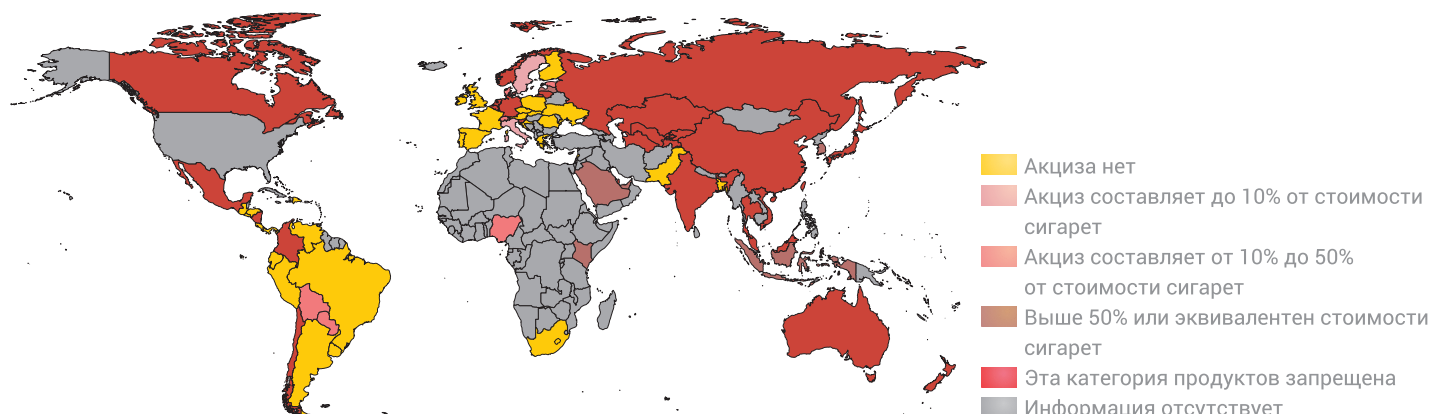 Акциза нет
Акциз составляет до 10% от стоимости
сигарет
Акциз составляет от 10% до 50%
от стоимости сигарет
Выше 50% или эквивалентен стоимости
сигарет
Эта категория продуктов запрещена
Информация отсутствует